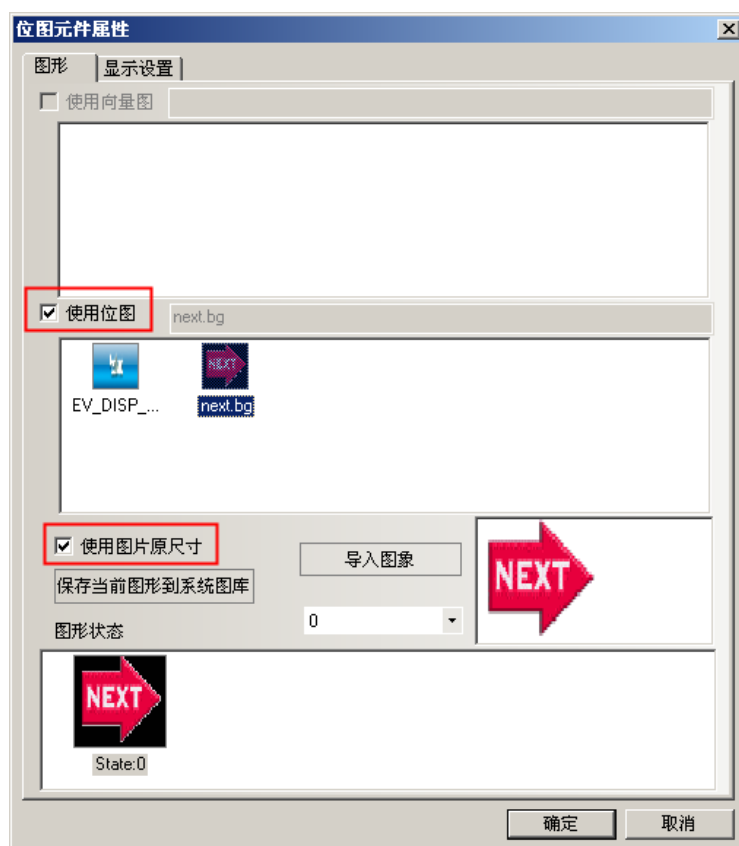 位图元件属性
图形 显示设置
使用向量图
使用位图 next.bg
NEXT
EV_DISP_... next.bg
使用图片原尺寸
导入图象
NEXT
保存当前图形到系统图库
图形状态 0
NEXT
State:0
确定 取消